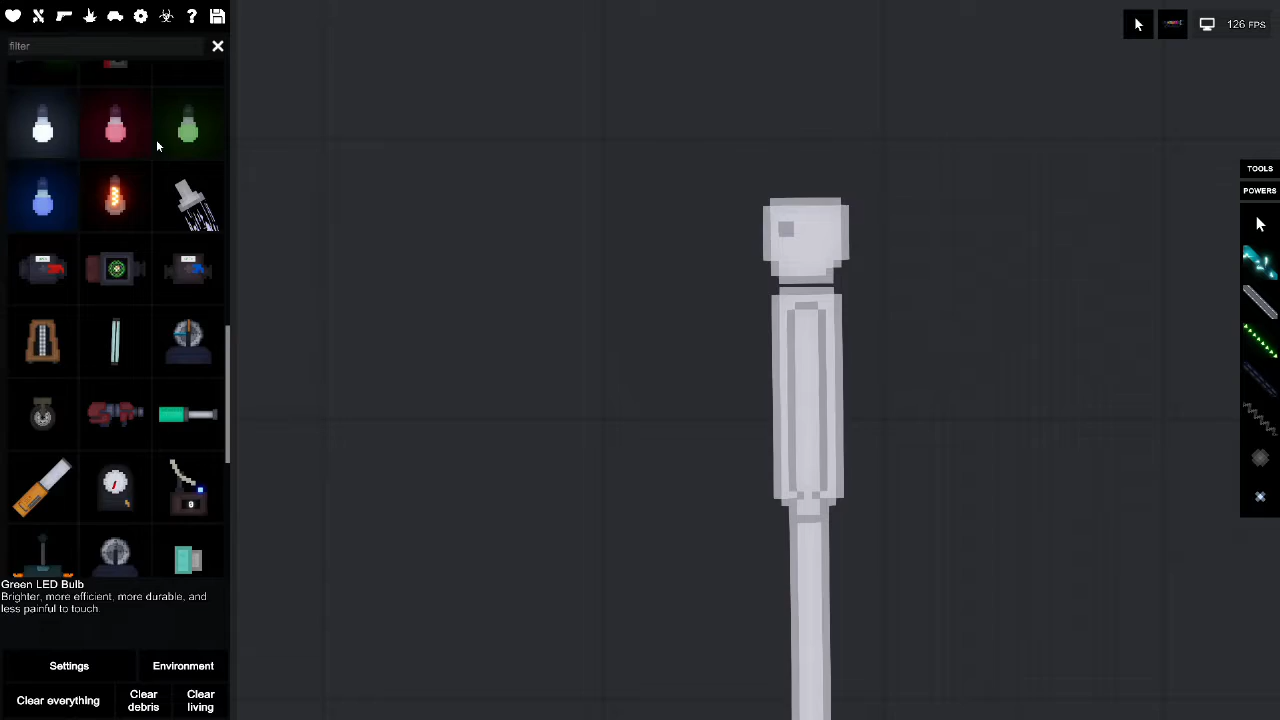 126 FPS
filter
TOOLS
POWERS
0
Green LED Bulb
Brighter, more efficient, more durable, and
less painful to touch.
Settings
Environment
Clear everything
Clear
debris
Clear
living